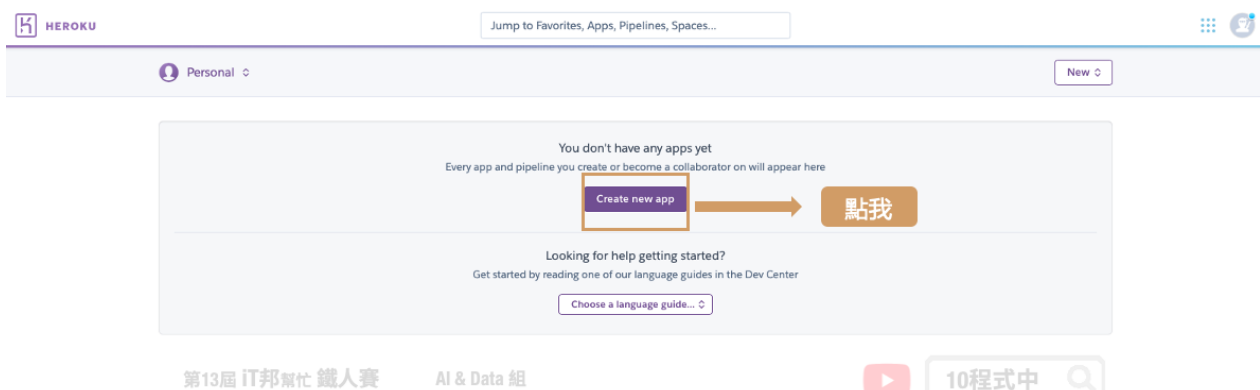 HEROKU
Jump to Favorites, Apps, Pipelines, Spaces...
Personal
New
You don't have any apps yet
Every app and pipeline you create or become a collaborator on will appear here
Create new app
點我
Looking for help getting started?
Get started by reading one of our language guides in the Dev Center
Choose a language guide...
第13屆 iT邦幫忙 鐵人賽 AI & Data 組
10程式中